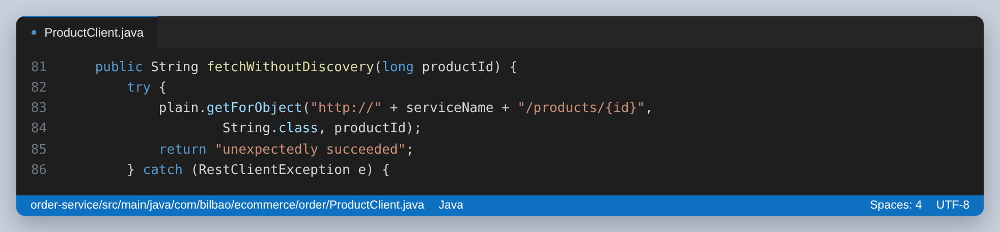 ProductClient.java
81     public String fetchWithoutDiscovery(long productId) {
82         try {
83             plain.getForObject("http://" + serviceName + "/products/{id}",
84                     String.class, productId);
85             return "unexpectedly succeeded";
86         } catch (RestClientException e) {
order-service/src/main/java/com/bilbao/ecommerce/order/ProductClient.java Java Spaces: 4 UTF-8